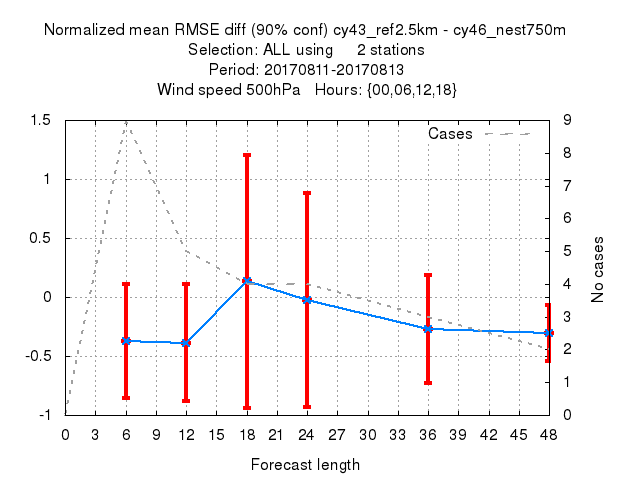 Normalized mean RMSE diff (90% conf) cy43_ref2.5km - cy46_nest750m
Selection: ALL using 2 stations
Period: 20170811-20170813
Wind speed 500hPa Hours: {00,06,12,18}
Cases
1.5
1
0.5
0
-0.5
-1
9
8
7
6
5
4
3
2
1
0
No cases
0 3 6 9 12 15 18 21 24 27 30 33 36 39 42 45 48
Forecast length